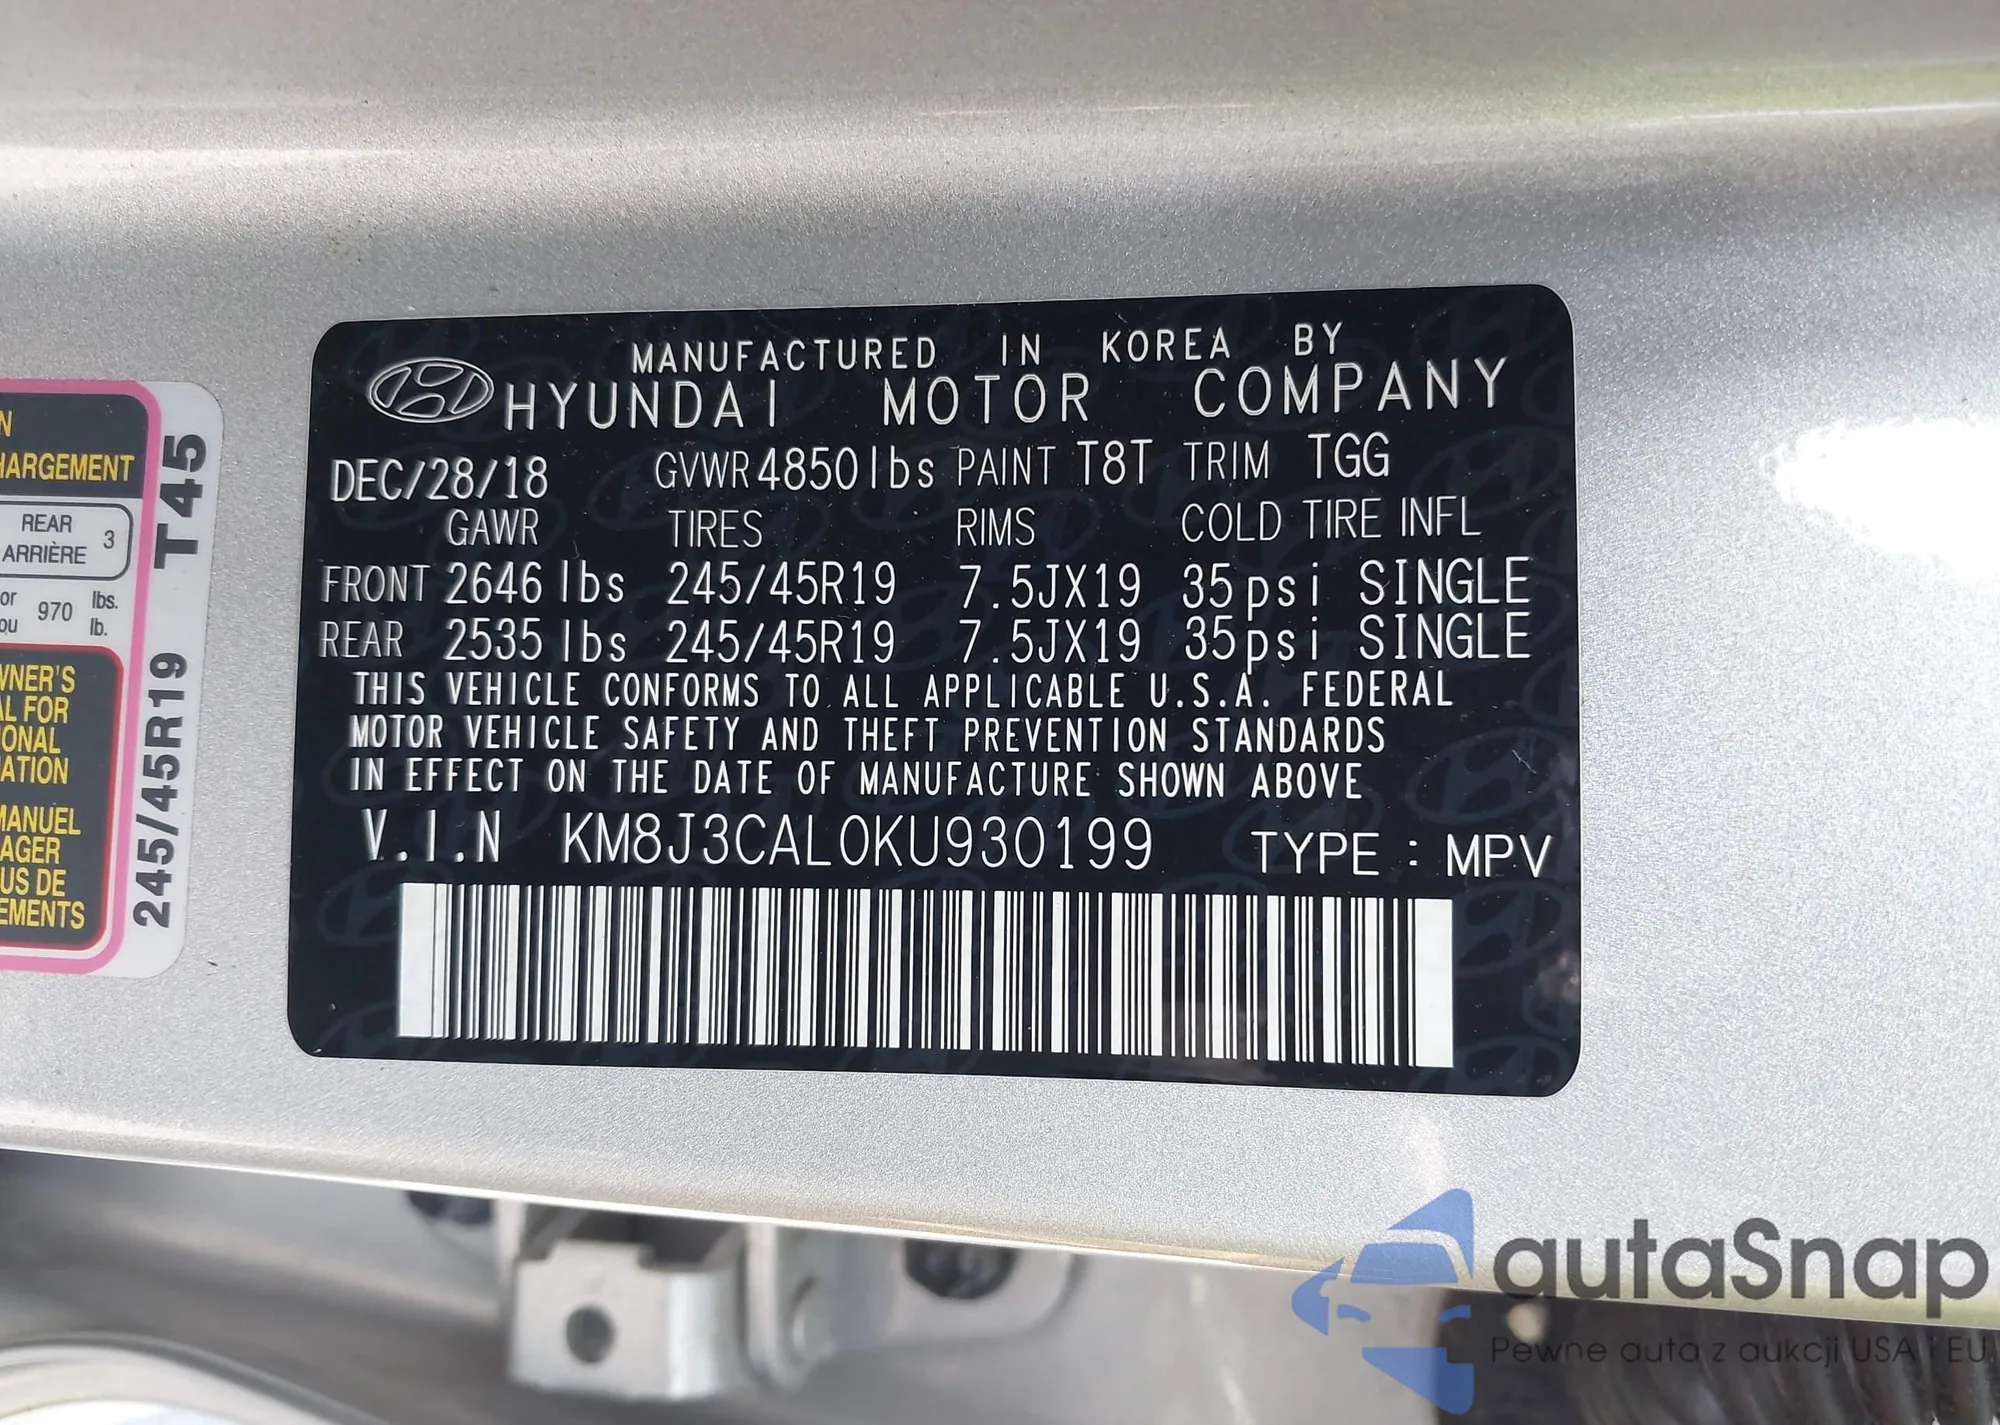 MANUFACTURED IN KOREA BY
HYUNDAI MOTOR COMPANY
DEC/28/18 GVWR 4850lbs PAINT T8T TRIM TGG
GAWR TIRES RIMS COLD TIRE INFL
FRONT 2646 lbs 245/45R19 7.5JX19 35psi SINGLE
REAR 2535 lbs 245/45R19 7.5JX19 35psi SINGLE
THIS VEHICLE CONFORMS TO ALL APPLICABLE U.S.A. FEDERAL
MOTOR VEHICLE SAFETY AND THEFT PREVENTION STANDARDS
IN EFFECT ON THE DATE OF MANUFACTURE SHOWN ABOVE
V.I.N KM8J3CAL0KU930199 TYPE : MPV
REAR 3
ARRIÈRE
970 lbs.
lb.
US DE
245/45R19 T45
autaSnap
Pewne auta z aukcji USA i EU